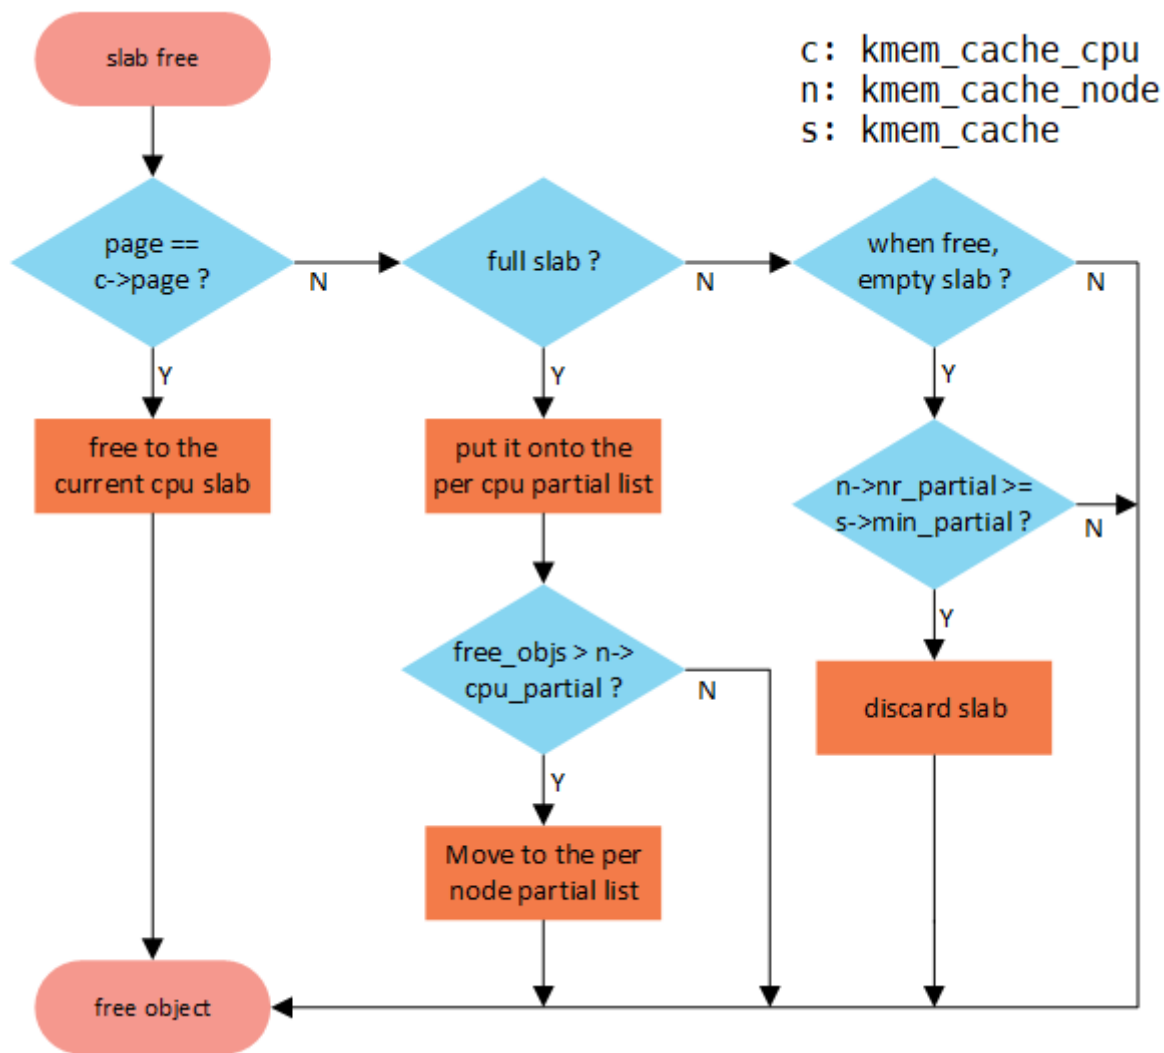 slab free
c: kmem_cache_cpu
n: kmem_cache_node
s: kmem_cache
page ==
c->page ?
N
full slab ?
N
when free,
empty slab ?
N
Y
Y
Y
free to the
current cpu slab
put it onto the
per cpu partial list
n->nr_partial >=
s->min_partial ?
N
Y
free_objs > n->
cpu_partial ?
N
discard slab
Y
Move to the per
node partial list
free object